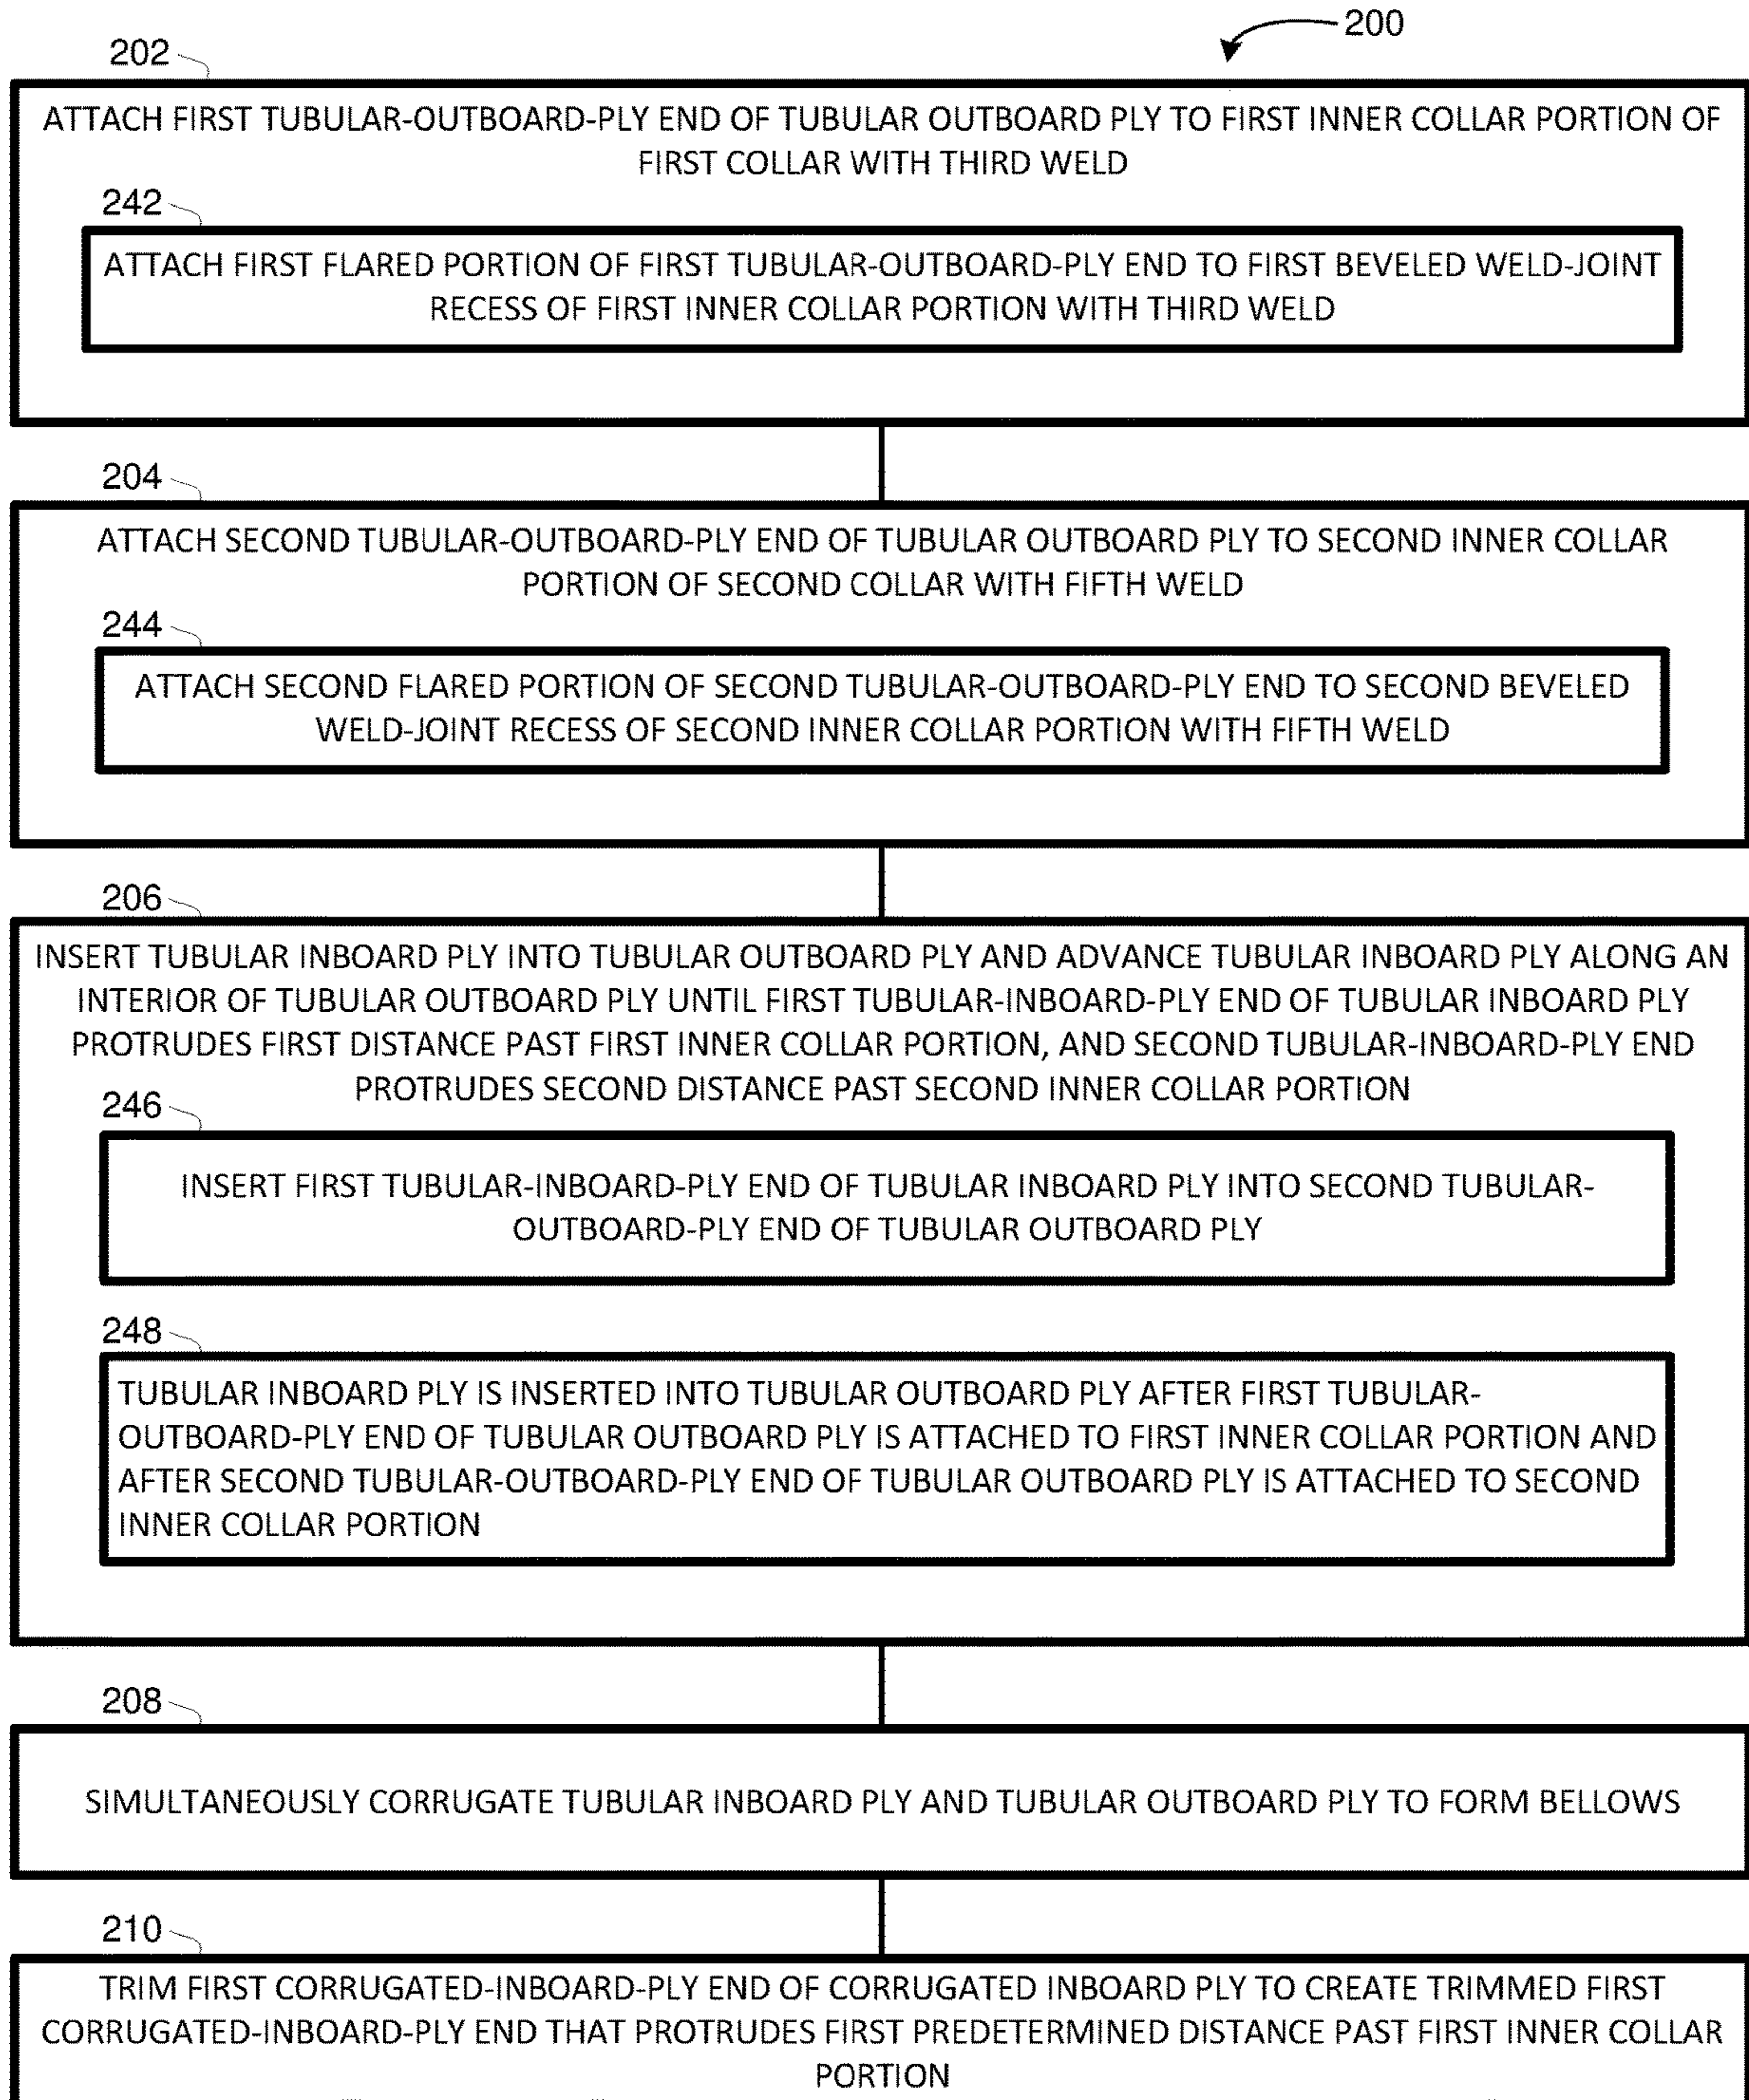 200
202
ATTACH FIRST TUBULAR-OUTBOARD-PLY END OF TUBULAR OUTBOARD PLY TO FIRST INNER COLLAR PORTION OF
FIRST COLLAR WITH THIRD WELD
242
ATTACH FIRST FLARED PORTION OF FIRST TUBULAR-OUTBOARD-PLY END TO FIRST BEVELED WELD-JOINT
RECESS OF FIRST INNER COLLAR PORTION WITH THIRD WELD
204
ATTACH SECOND TUBULAR-OUTBOARD-PLY END OF TUBULAR OUTBOARD PLY TO SECOND INNER COLLAR
PORTION OF SECOND COLLAR WITH FIFTH WELD
244
ATTACH SECOND FLARED PORTION OF SECOND TUBULAR-OUTBOARD-PLY END TO SECOND BEVELED
WELD-JOINT RECESS OF SECOND INNER COLLAR PORTION WITH FIFTH WELD
206
INSERT TUBULAR INBOARD PLY INTO TUBULAR OUTBOARD PLY AND ADVANCE TUBULAR INBOARD PLY ALONG AN
INTERIOR OF TUBULAR OUTBOARD PLY UNTIL FIRST TUBULAR-INBOARD-PLY END OF TUBULAR INBOARD PLY
PROTRUDES FIRST DISTANCE PAST FIRST INNER COLLAR PORTION, AND SECOND TUBULAR-INBOARD-PLY END
PROTRUDES SECOND DISTANCE PAST SECOND INNER COLLAR PORTION
246
INSERT FIRST TUBULAR-INBOARD-PLY END OF TUBULAR INBOARD PLY INTO SECOND TUBULAR-
OUTBOARD-PLY END OF TUBULAR OUTBOARD PLY
248
TUBULAR INBOARD PLY IS INSERTED INTO TUBULAR OUTBOARD PLY AFTER FIRST TUBULAR-
OUTBOARD-PLY END OF TUBULAR OUTBOARD PLY IS ATTACHED TO FIRST INNER COLLAR PORTION AND
AFTER SECOND TUBULAR-OUTBOARD-PLY END OF TUBULAR OUTBOARD PLY IS ATTACHED TO SECOND
INNER COLLAR PORTION
208
SIMULTANEOUSLY CORRUGATE TUBULAR INBOARD PLY AND TUBULAR OUTBOARD PLY TO FORM BELLOWS
210
TRIM FIRST CORRUGATED-INBOARD-PLY END OF CORRUGATED INBOARD PLY TO CREATE TRIMMED FIRST
CORRUGATED-INBOARD-PLY END THAT PROTRUDES FIRST PREDETERMINED DISTANCE PAST FIRST INNER COLLAR
PORTION